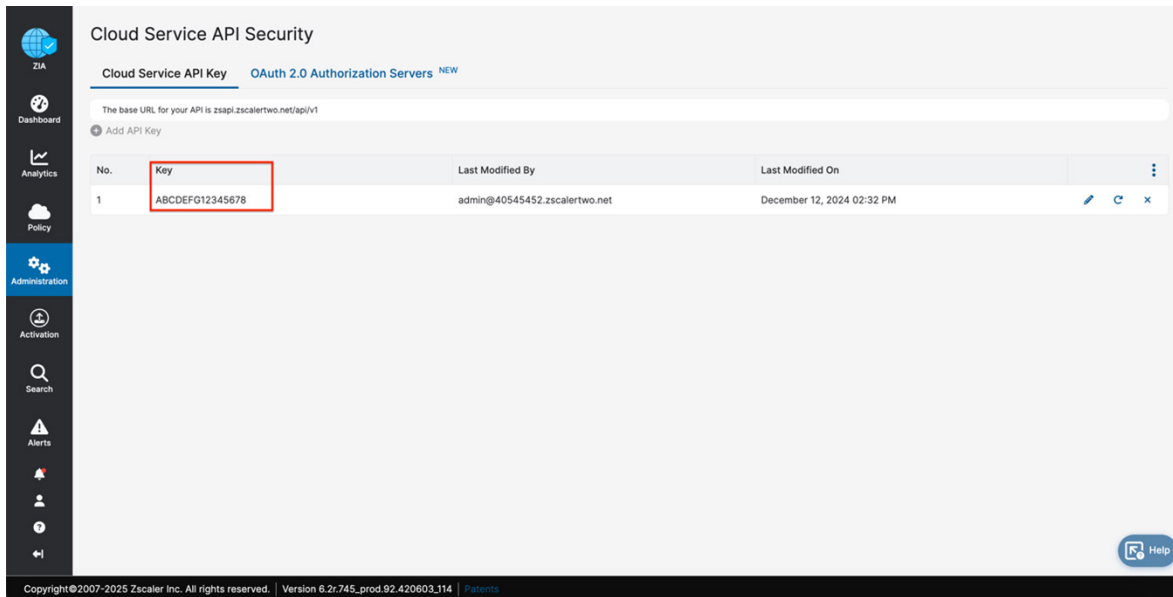 ZIA
Dashboard
Analytics
Policy
Administration
Activation
Search
Alerts
Cloud Service API Security
Cloud Service API Key OAuth 2.0 Authorization Servers NEW
The base URL for your API is zsapi.zscalertwo.net/api/v1
Add API Key
No. Key Last Modified By Last Modified On
1 ABCDEFG12345678 admin@40545452.zscalertwo.net December 12, 2024 02:32 PM
Help
Copyright©2007-2025 Zscaler Inc. All rights reserved. | Version 6.2r.745_prod.92.420603_114 | Patents